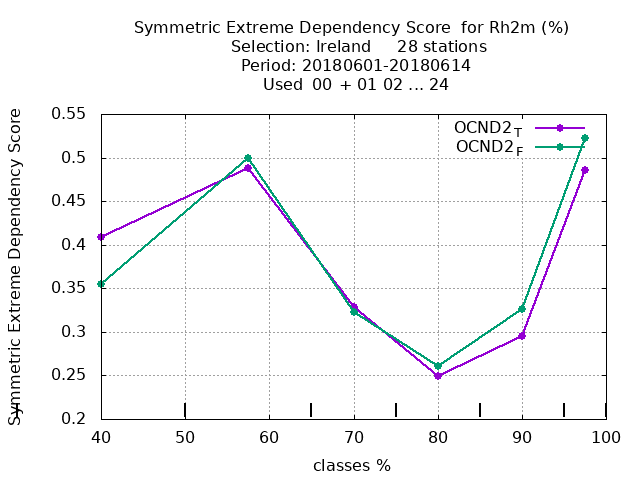 Symmetric Extreme Dependency Score for Rh2m (%)
Selection: Ireland 28 stations
Period: 20180601-20180614
Used 00 + 01 02 ... 24
Symmetric Extreme Dependency Score
0.55
0.5
0.45
0.4
0.35
0.3
0.25
0.2
OCND2T
OCND2F
40
50
60
70
80
90
100
classes %